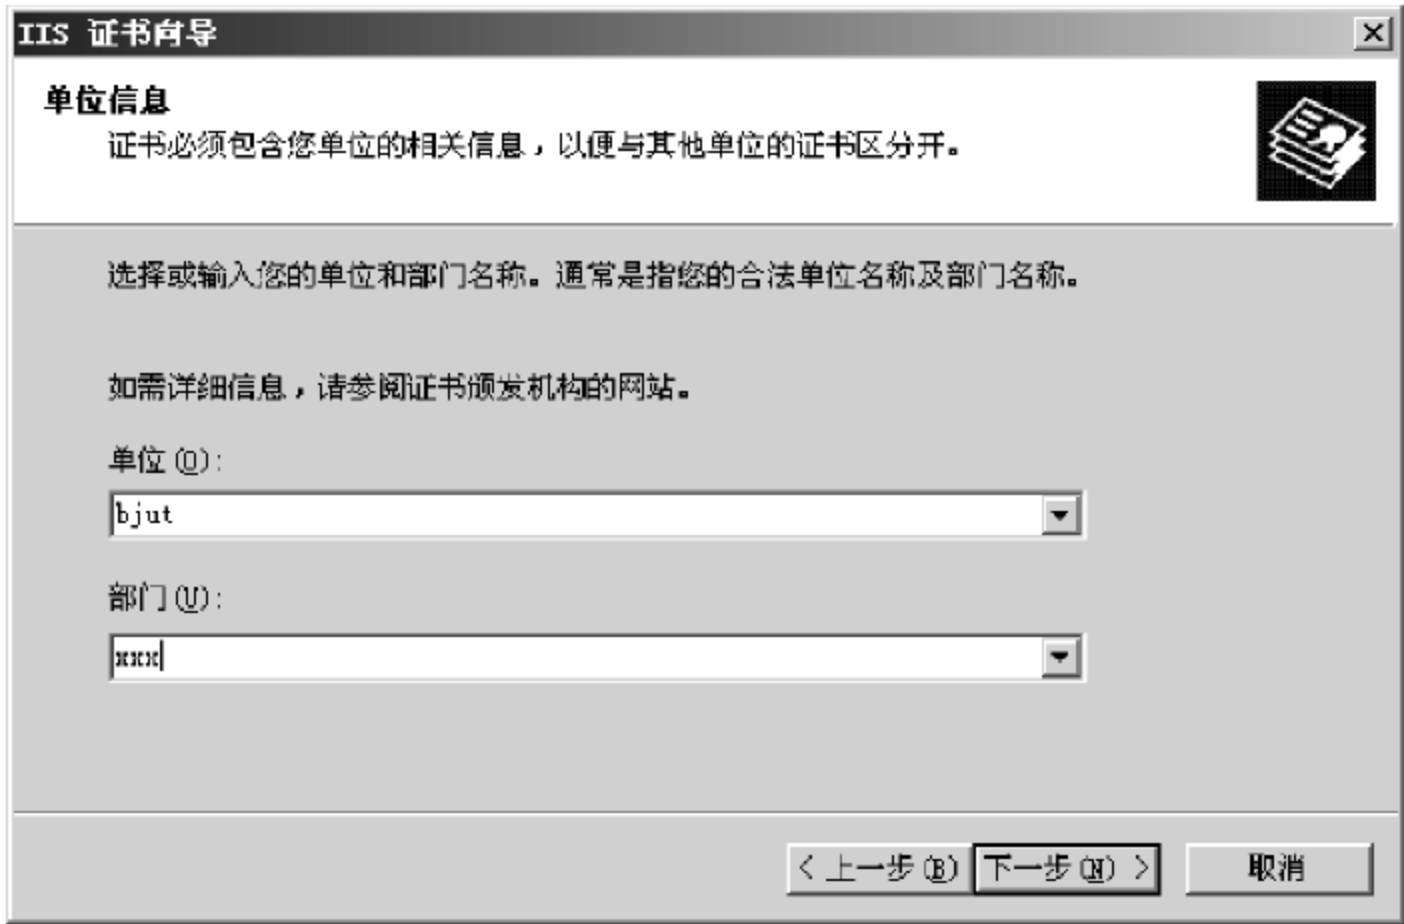 IIS 证书向导
单位信息
证书必须包含您单位的相关信息，以便与其他单位的证书区分开。
选择或输入您的单位和部门名称。通常是指您的合法单位名称及部门名称。
如需详细信息，请参阅证书颁发机构的网站。
单位(O):
bjut
部门(U):
xxx
< 上一步(B) 下一步(N) > 取消